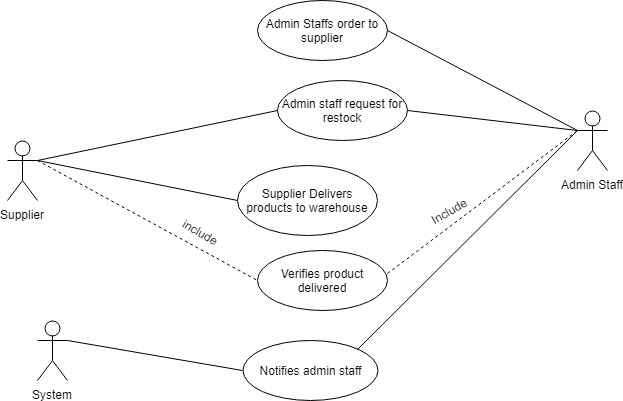 Admin Staffs order to
supplier
Admin staff request for
restock
Supplier
Admin Staff
Supplier Delivers
products to warehouse
include
Include
Verifies product
delivered
System
Notifies admin staff